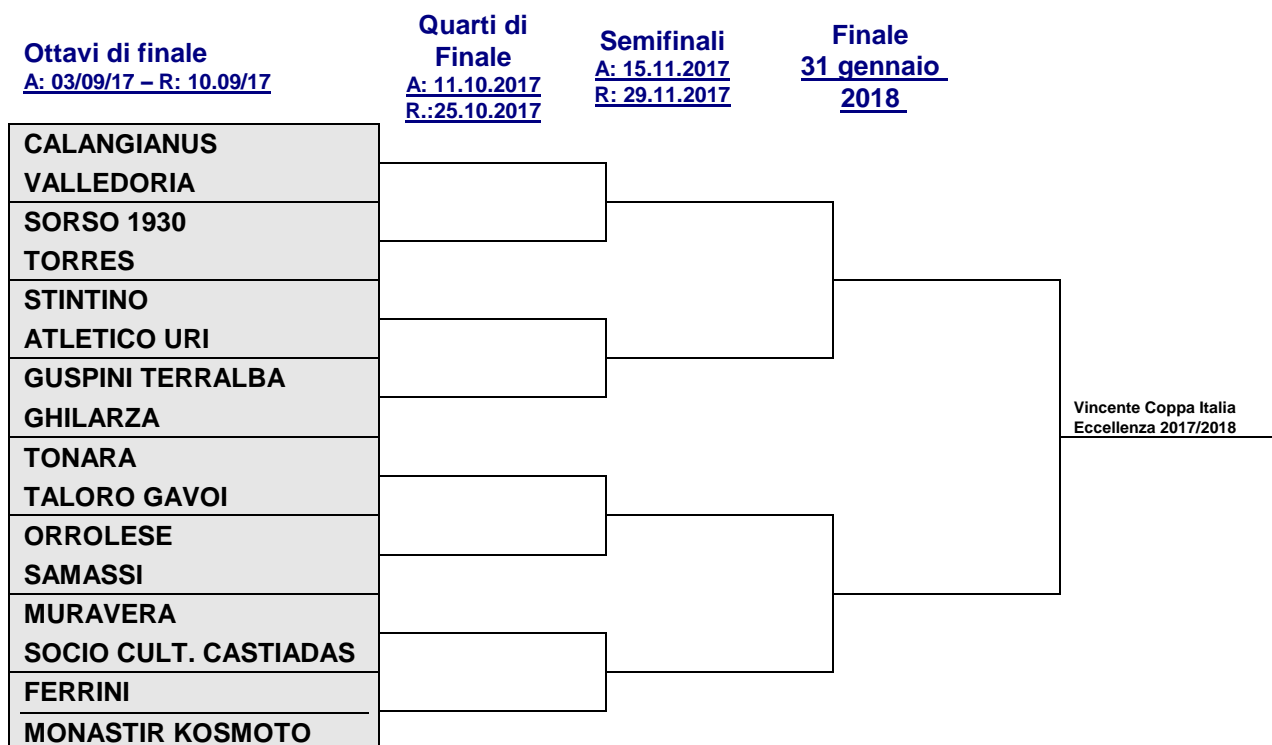 Ottavi di finale
A: 03/09/17 – R: 10.09/17
Quarti di
Finale
A: 11.10.2017
R.:25.10.2017
Semifinali
A: 15.11.2017
R: 29.11.2017
Finale
31 gennaio
2018
CALANGIANUS
VALLEDORIA
SORSO 1930
TORRES
STINTINO
ATLETICO URI
GUSPINI TERRALBA
GHILARZA
TONARA
TALORO GAVOI
ORROLESE
SAMASSI
MURAVERA
SOCIO CULT. CASTIADAS
FERRINI
MONASTIR KOSMOTO
Vincente Coppa Italia
Eccellenza 2017/2018